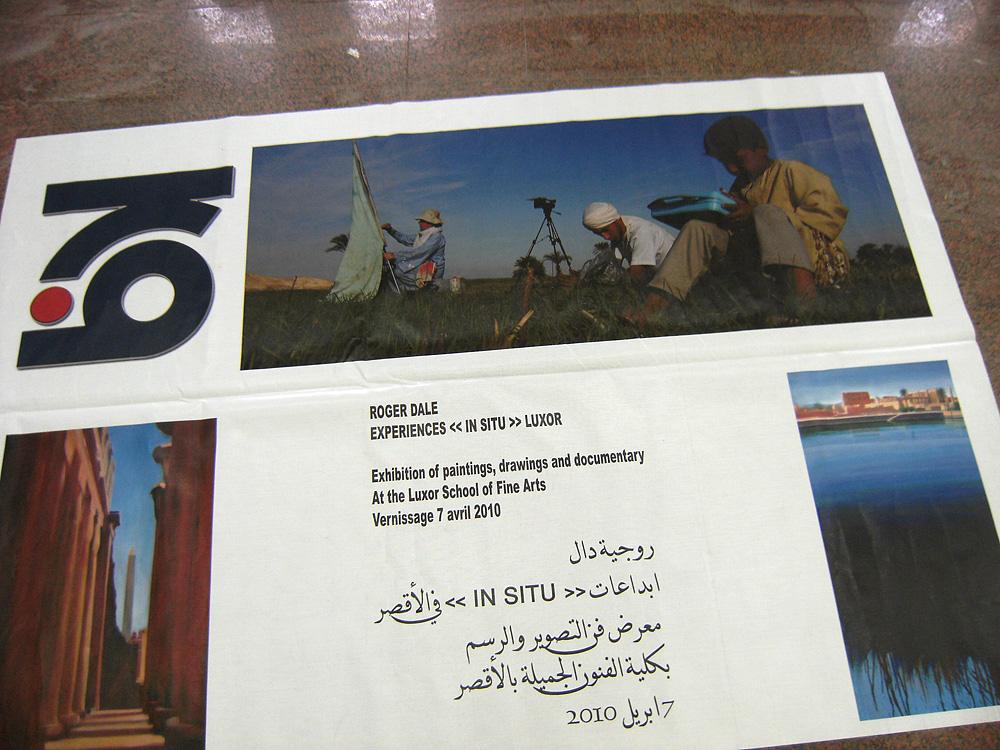 ROGER DALE
EXPERIENCES << IN SITU >> LUXOR
Exhibition of paintings, drawings and documentary
At the Luxor School of Fine Arts
Vernissage 7 avril 2010
روجية دال
ابداعات << IN SITU >> في الأقصر
معرض فن التصوير والرسم
بكلية الفنون الجميلة بالأقصر
7 ابريل 2010